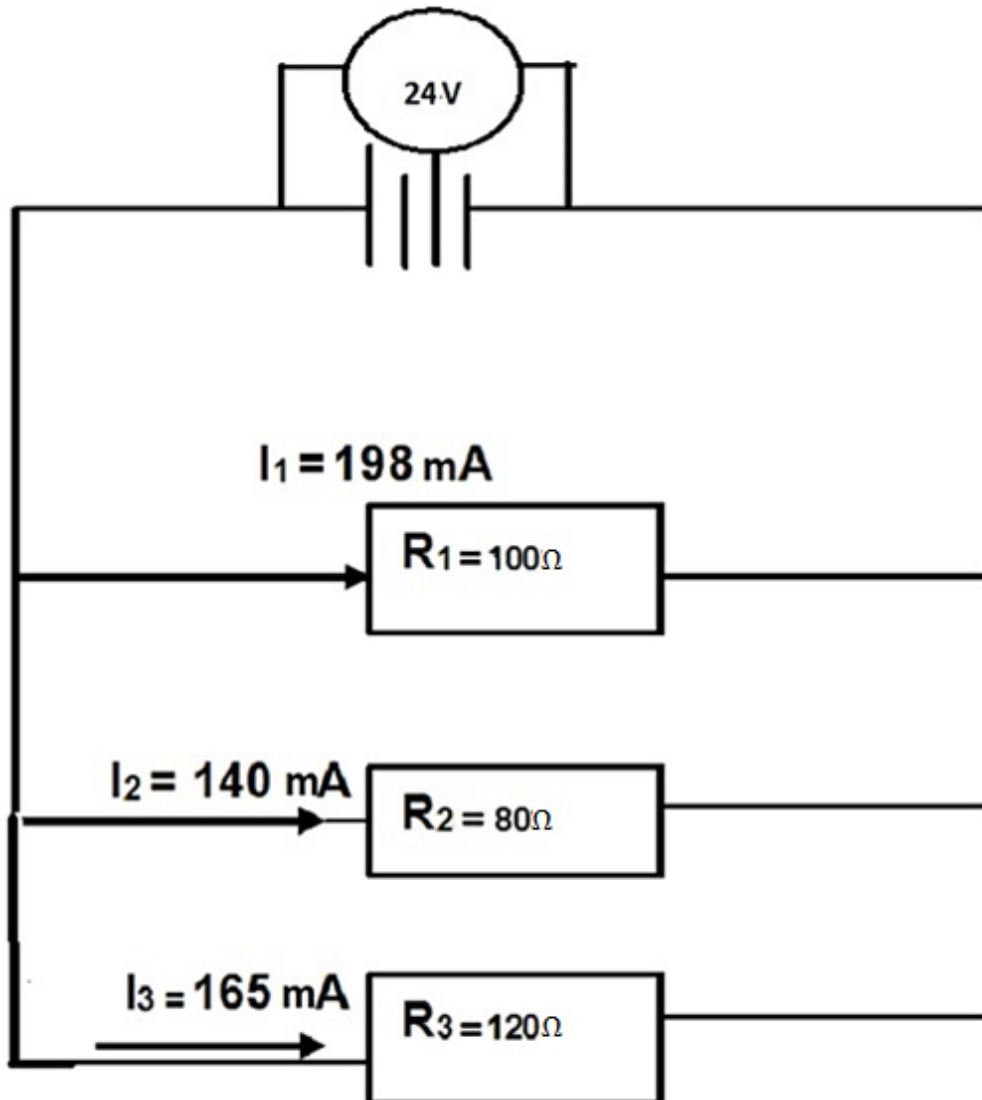 24V
I₁ = 198 mA
R₁ = 100Ω
I₂ = 140 mA
R₂ = 80Ω
I₃ = 165 mA
R₃ = 120Ω